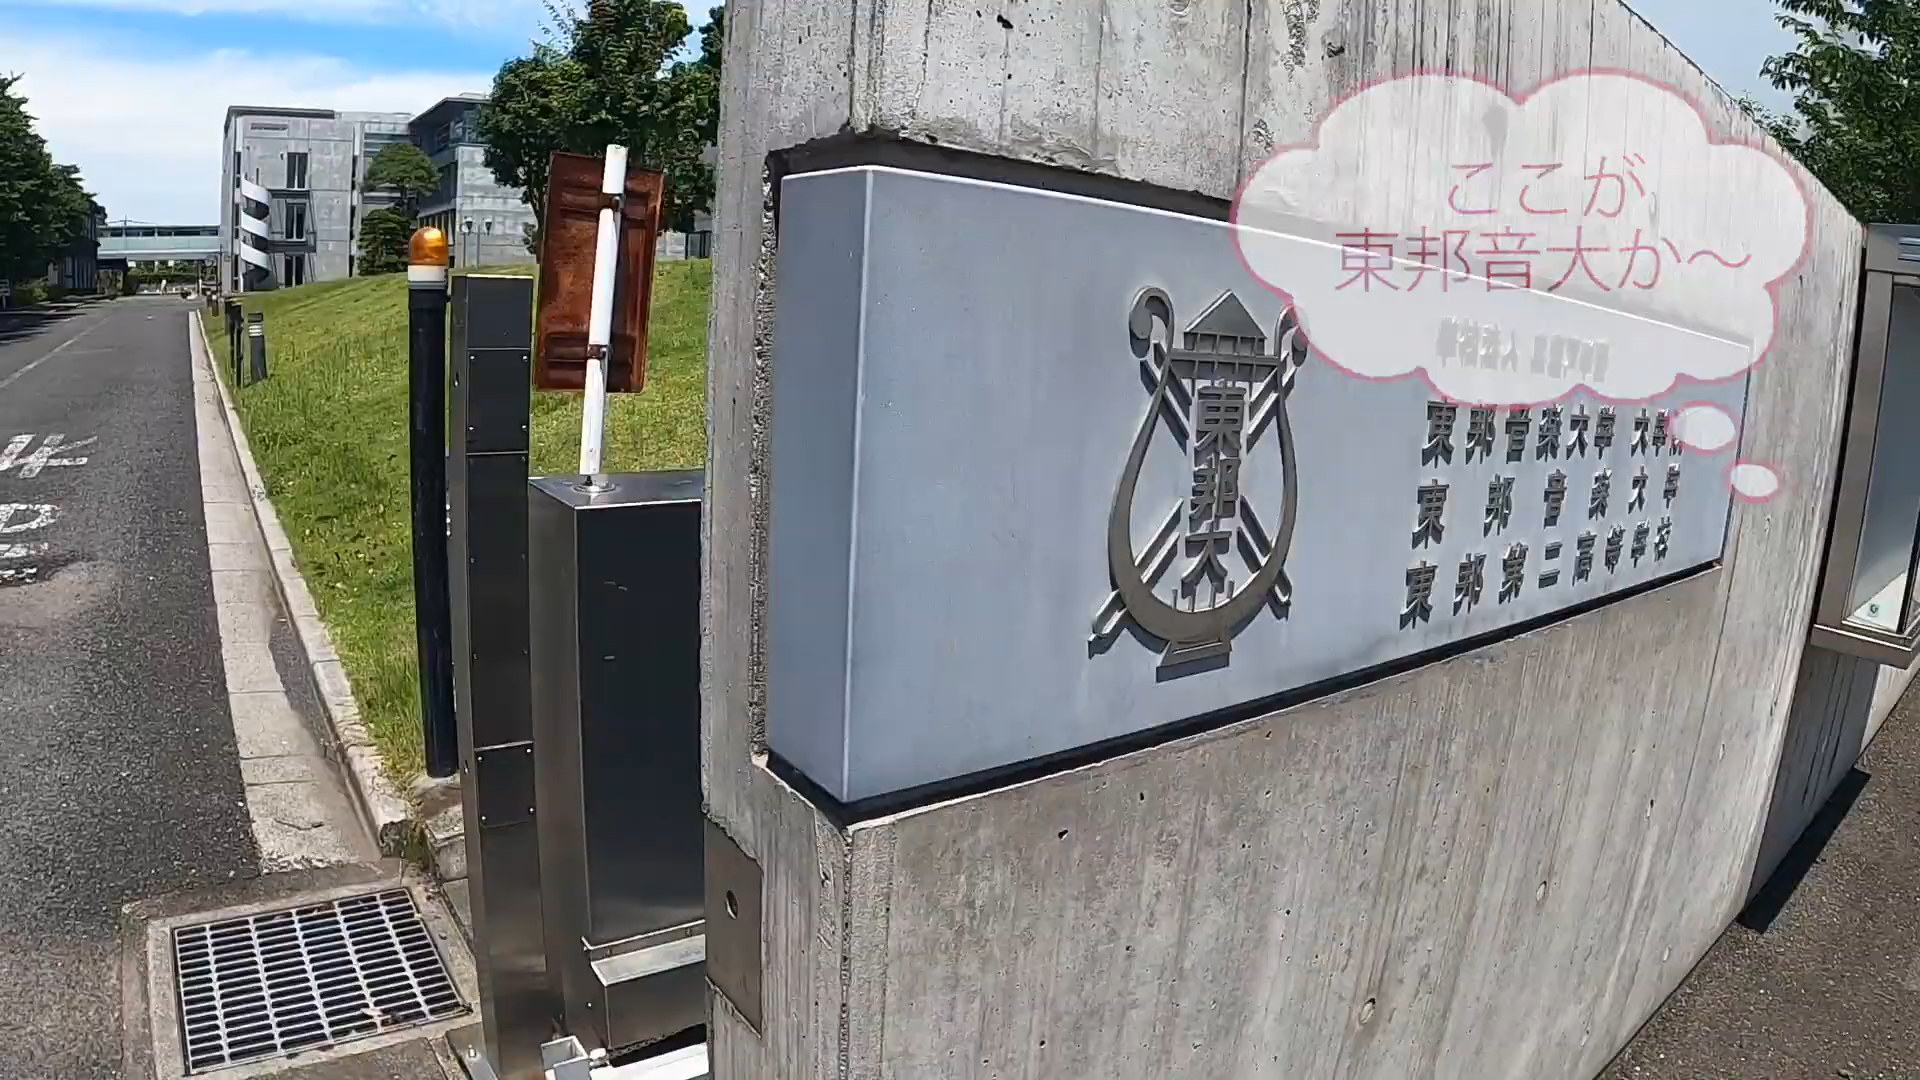 ここが
東邦音大か～
東邦大
東邦音楽大学 大学院
東邦音楽大学
東邦第二高等学校